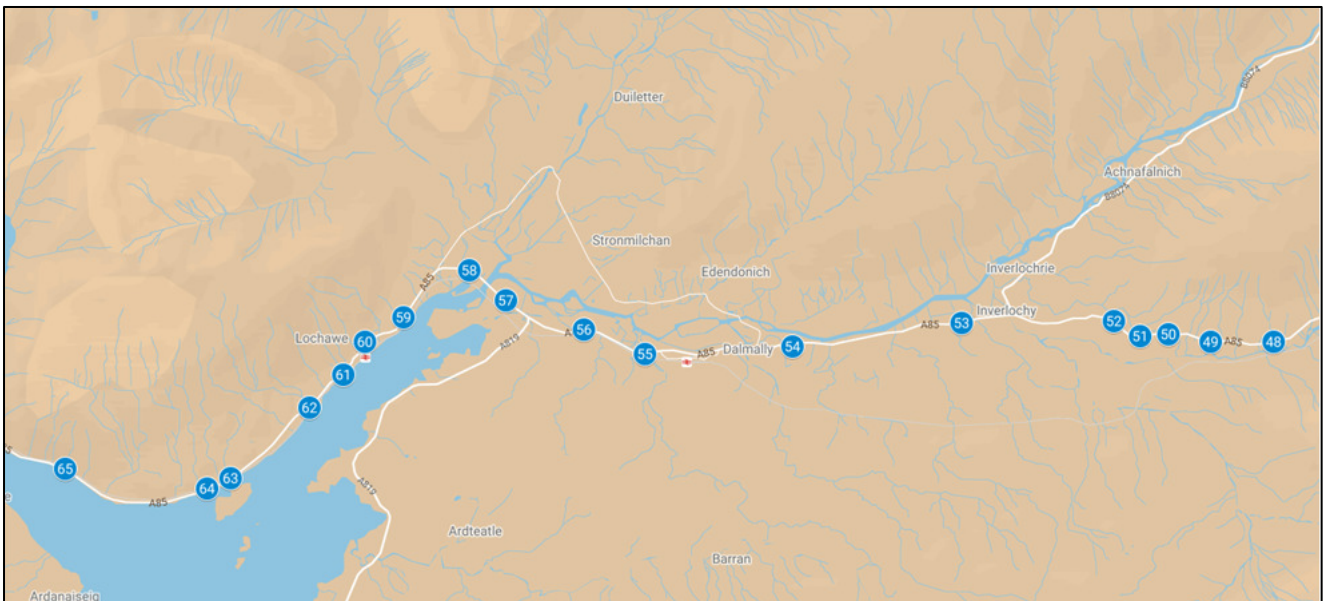 B8074
Duiletter
Achnafalnich
B8074
Stronmilchan
58
Edendonich
Inverlochrie
A85
57
59
Inverlochy
56
A85
53
52
Lochawe
60
A819
51
50
49
A85
48
55
A85
Dalmally
54
61
62
65
63
64
A85
A819
Ardteatle
Barran
Ardanaiseig